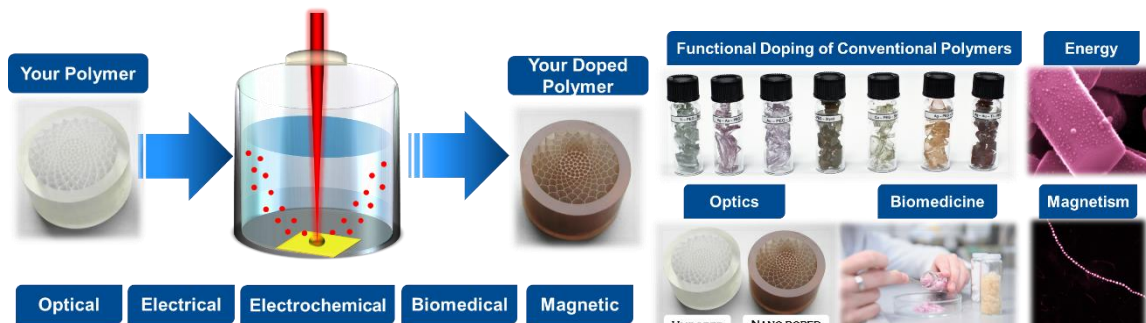 Your Polymer
Your Doped
Polymer
Optical
Electrical
Electrochemical
Biomedical
Magnetic
Functional Doping of Conventional Polymers
Energy
Optics
Biomedicine
Magnetism